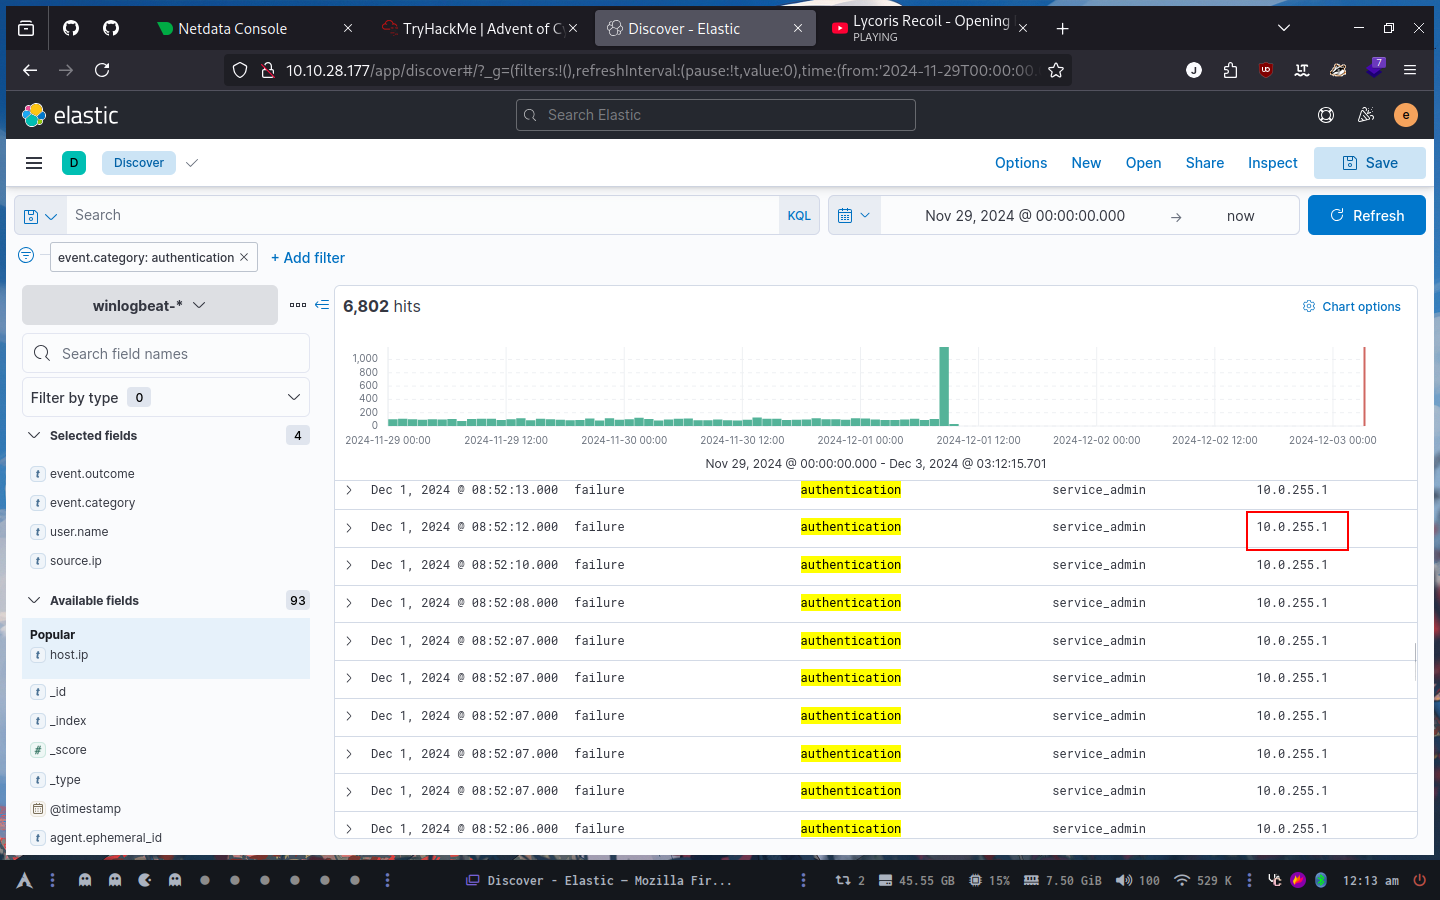 Netdata Console
TryHackMe | Advent of Cy
Discover - Elastic
Lycoris Recoil - Opening
PLAYING
10.10.28.177/app/discover#/?_g=(filters:!(),refreshInterval:(pause:!t,value:0),time:(from:'2024-11-29T00:00:00.0
J
UD
LT
7
elastic
Search Elastic
e
D
Discover
Options
New
Open
Share
Inspect
Save
Search
KQL
Nov 29, 2024 @ 00:00:00.000
→
now
Refresh
event.category: authentication ×
+ Add filter
winlogbeat-*
Search field names
Filter by type 0
Selected fields 4
t event.outcome
t event.category
t user.name
t source.ip
Available fields 93
Popular
t host.ip
t _id
t _index
# _score
t _type
@timestamp
t agent.ephemeral_id
6,802 hits
Chart options
1,000
800
600
400
200
0
2024-11-29 00:00
2024-11-29 12:00
2024-11-30 00:00
2024-11-30 12:00
2024-12-01 00:00
2024-12-01 12:00
2024-12-02 00:00
2024-12-02 12:00
2024-12-03 00:00
Nov 29, 2024 @ 00:00:00.000 - Dec 3, 2024 @ 03:12:15.701
Dec 1, 2024 @ 08:52:13.000 failure authentication service_admin 10.0.255.1
Dec 1, 2024 @ 08:52:12.000 failure authentication service_admin 10.0.255.1
Dec 1, 2024 @ 08:52:10.000 failure authentication service_admin 10.0.255.1
Dec 1, 2024 @ 08:52:08.000 failure authentication service_admin 10.0.255.1
Dec 1, 2024 @ 08:52:07.000 failure authentication service_admin 10.0.255.1
Dec 1, 2024 @ 08:52:07.000 failure authentication service_admin 10.0.255.1
Dec 1, 2024 @ 08:52:07.000 failure authentication service_admin 10.0.255.1
Dec 1, 2024 @ 08:52:07.000 failure authentication service_admin 10.0.255.1
Dec 1, 2024 @ 08:52:07.000 failure authentication service_admin 10.0.255.1
Dec 1, 2024 @ 08:52:06.000 failure authentication service_admin 10.0.255.1
Discover - Elastic — Mozilla Fir...
2
45.55 GB
15%
7.50 GiB
100
529 K
12:13 am